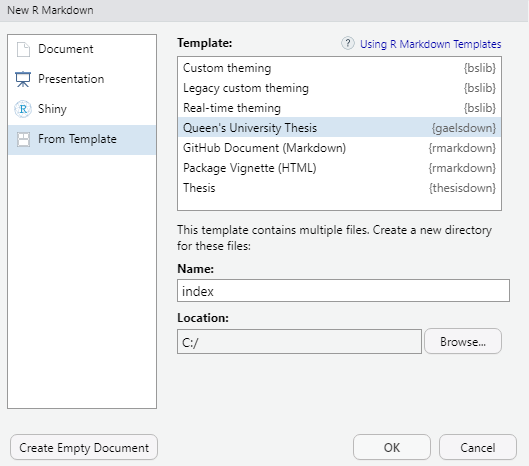 New R Markdown
Document
Presentation
R Shiny
From Template
Template:
? Using R Markdown Templates
Custom theming {bslib}
Legacy custom theming {bslib}
Real-time theming {bslib}
Queen's University Thesis {gaelsdown}
GitHub Document (Markdown) {rmarkdown}
Package Vignette (HTML) {rmarkdown}
Thesis {thesisdown}
This template contains multiple files. Create a new directory
for these files:
Name:
index
Location:
C:/ Browse...
Create Empty Document OK Cancel